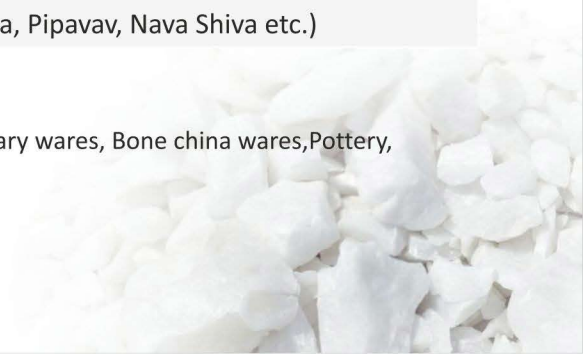 a, Pipavav, Nava Shiva etc.)
ary wares, Bone china wares,Pottery,